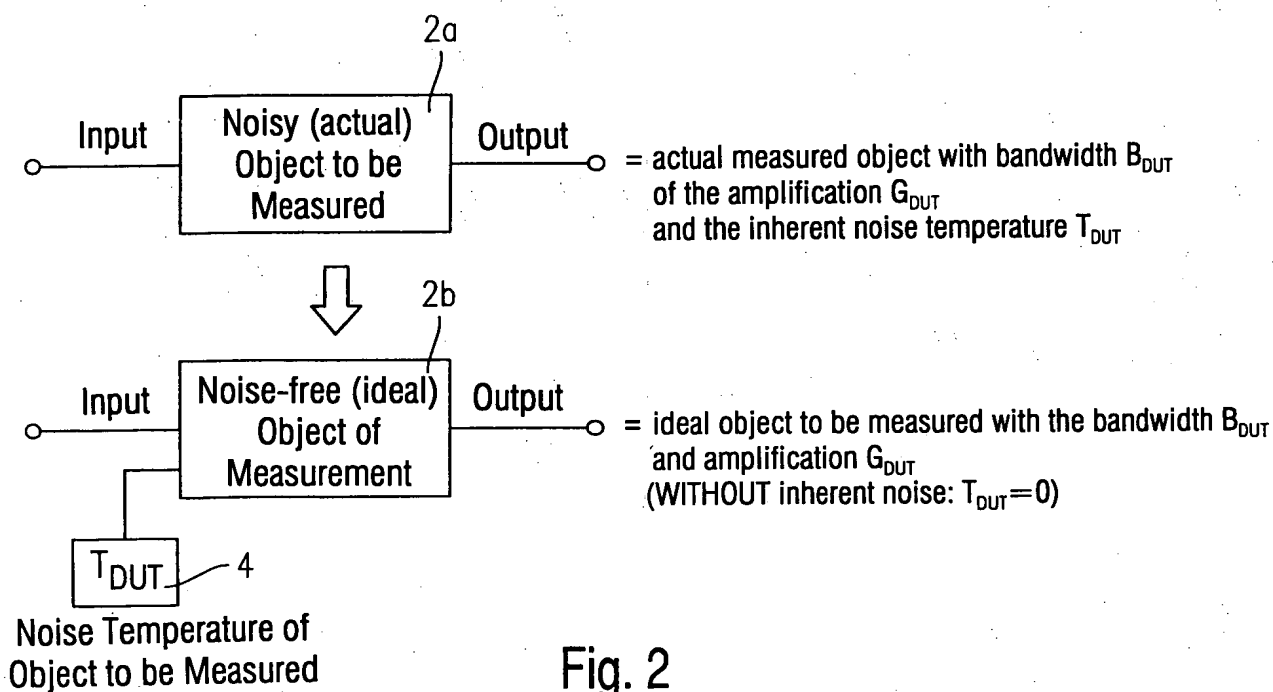 2a
Input
Noisy (actual)
Object to be
Measured
Output
= actual measured object with bandwidth B_DUT
of the amplification G_DUT
and the inherent noise temperature T_DUT
2b
Input
Noise-free (ideal)
Object of
Measurement
Output
= ideal object to be measured with the bandwidth B_DUT
and amplification G_DUT
(WITHOUT inherent noise: T_DUT=0)
T_DUT
4
Noise Temperature of
Object to be Measured
Fig. 2